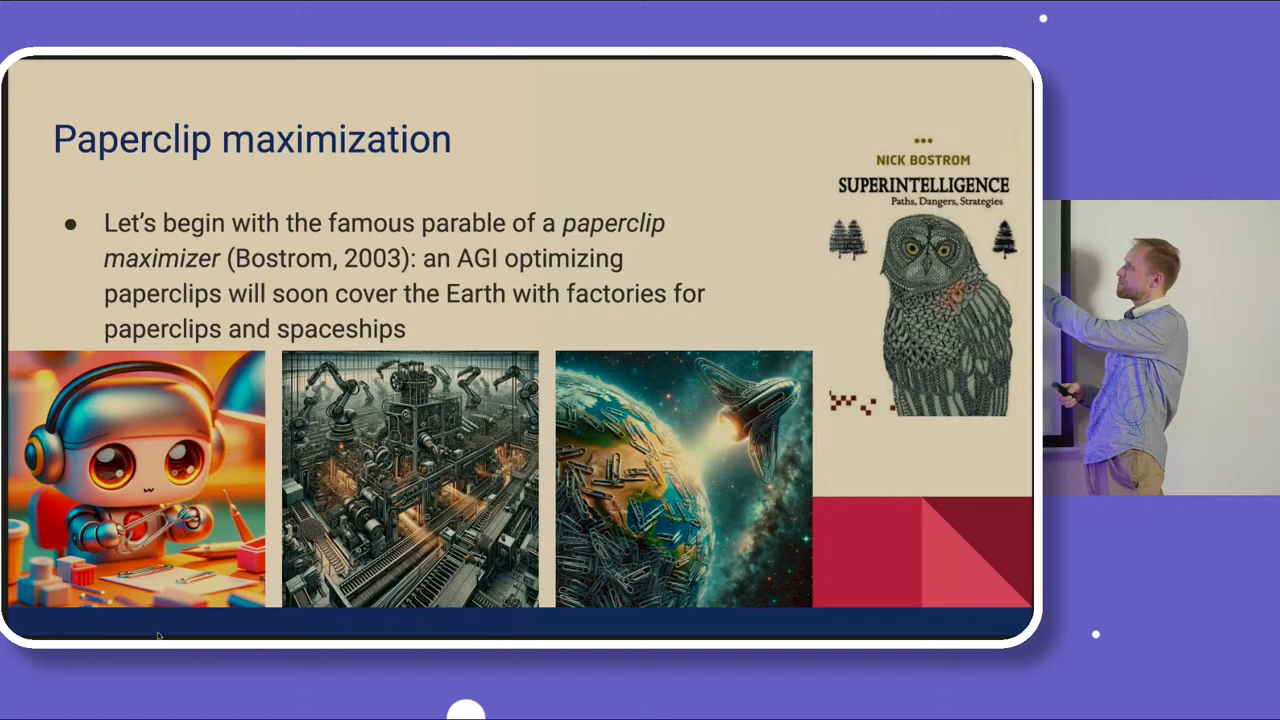 Paperclip maximization
● Let’s begin with the famous parable of a paperclip
maximizer (Bostrom, 2003): an AGI optimizing
paperclips will soon cover the Earth with factories for
paperclips and spaceships
NICK BOSTROM
SUPERINTELLIGENCE
Paths, Dangers, Strategies